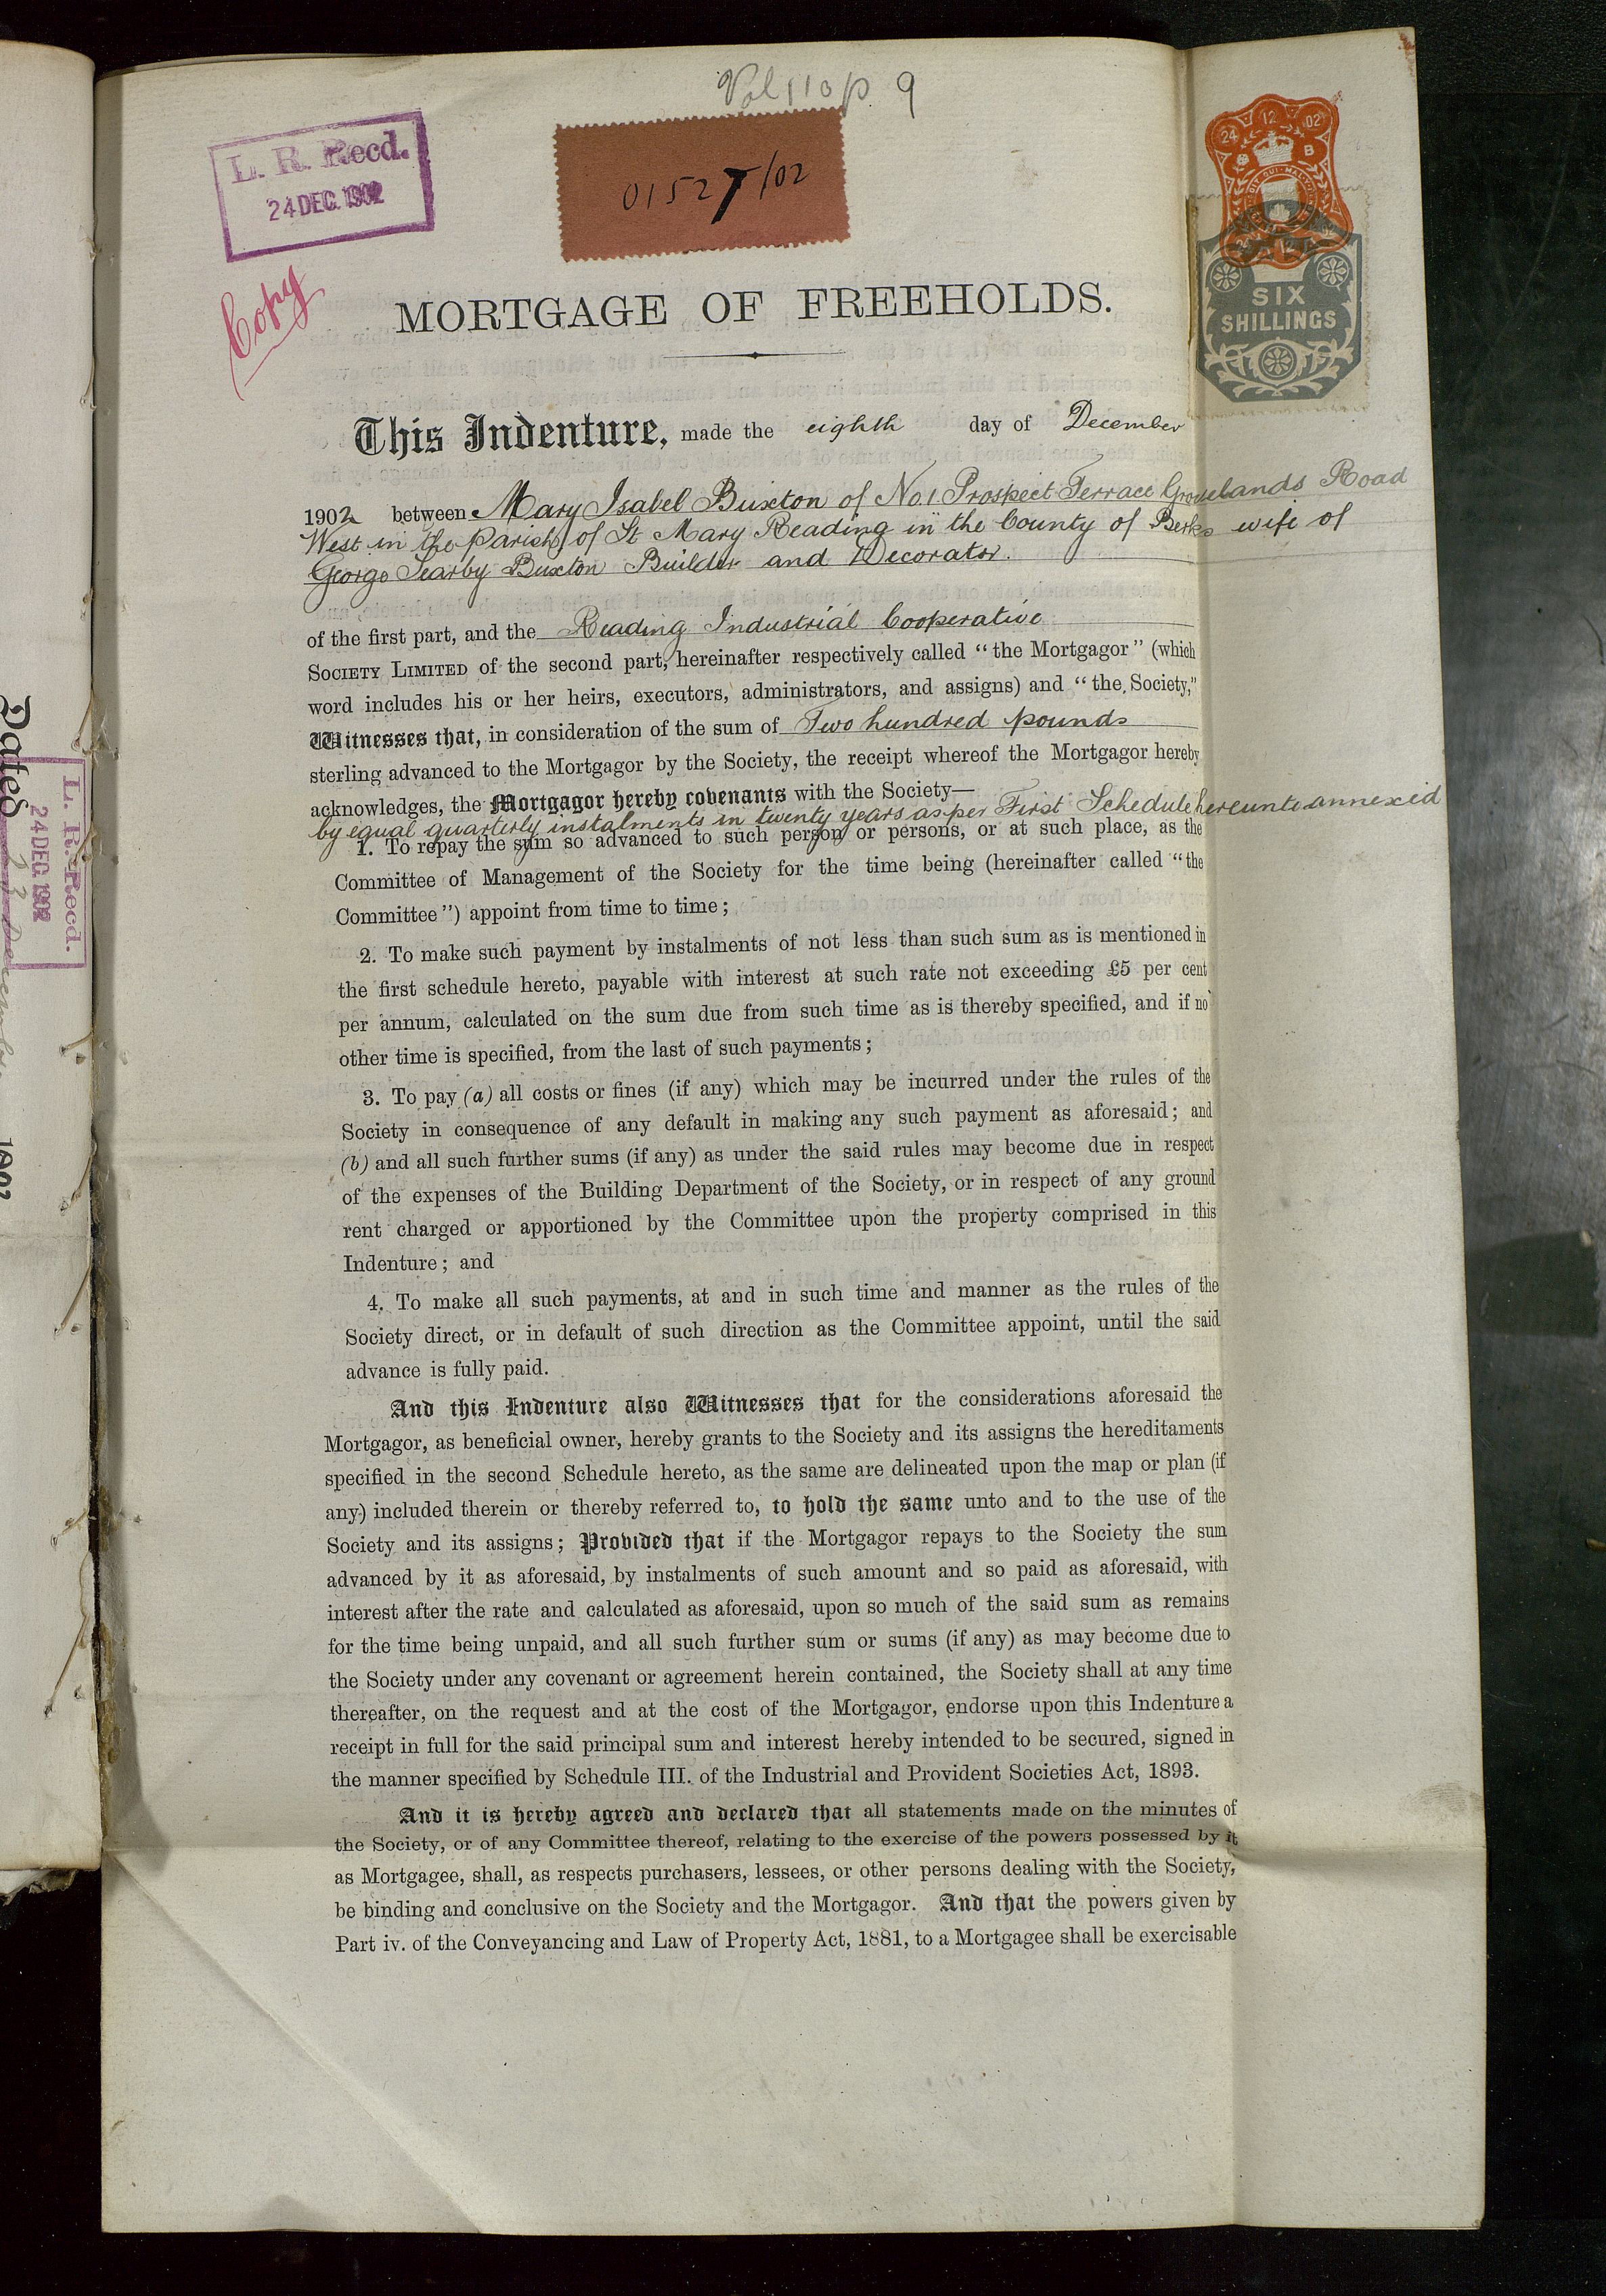 Vol 110 p. 9
L. R. Recd.
24 DEC. 1902
01527/02
Copy
24 12 02
B
SIX
SHILLINGS
MORTGAGE OF FREEHOLDS.
This Indenture, made the eighth day of December
1902 between Mary Isabel Buxton of No. 1. Prospect Terrace Grovelands Road
West in the Parish of St Mary Reading in the County of Berks wife of
George Searby Buxton Builder and Decorator.
of the first part, and the Reading Industrial Cooperative
SOCIETY LIMITED of the second part, hereinafter respectively called "the Mortgagor" (which
word includes his or her heirs, executors, administrators, and assigns) and "the Society,"
Witnesses that, in consideration of the sum of Two hundred pounds
sterling advanced to the Mortgagor by the Society, the receipt whereof the Mortgagor hereby
acknowledges, the Mortgagor hereby covenants with the Society—
by equal quarterly instalments in twenty years as per First Schedule hereunto annexed
1. To repay the sum so advanced to such person or persons, or at such place, as the
Committee of Management of the Society for the time being (hereinafter called "the
Committee") appoint from time to time;
2. To make such payment by instalments of not less than such sum as is mentioned in
the first schedule hereto, payable with interest at such rate not exceeding £5 per cent
per annum, calculated on the sum due from such time as is thereby specified, and if no
other time is specified, from the last of such payments;
3. To pay (a) all costs or fines (if any) which may be incurred under the rules of the
Society in consequence of any default in making any such payment as aforesaid; and
(b) and all such further sums (if any) as under the said rules may become due in respect
of the expenses of the Building Department of the Society, or in respect of any ground
rent charged or apportioned by the Committee upon the property comprised in this
Indenture; and
4. To make all such payments, at and in such time and manner as the rules of the
Society direct, or in default of such direction as the Committee appoint, until the said
advance is fully paid.
And this Indenture also Witnesses that for the considerations aforesaid the
Mortgagor, as beneficial owner, hereby grants to the Society and its assigns the hereditaments
specified in the second Schedule hereto, as the same are delineated upon the map or plan (if
any) included therein or thereby referred to, to hold the same unto and to the use of the
Society and its assigns; Provided that if the Mortgagor repays to the Society the sum
advanced by it as aforesaid, by instalments of such amount and so paid as aforesaid, with
interest after the rate and calculated as aforesaid, upon so much of the said sum as remains
for the time being unpaid, and all such further sum or sums (if any) as may become due to
the Society under any covenant or agreement herein contained, the Society shall at any time
thereafter, on the request and at the cost of the Mortgagor, endorse upon this Indenture a
receipt in full for the said principal sum and interest hereby intended to be secured, signed in
the manner specified by Schedule III. of the Industrial and Provident Societies Act, 1893.
And it is hereby agreed and declared that all statements made on the minutes of
the Society, or of any Committee thereof, relating to the exercise of the powers possessed by it
as Mortgagee, shall, as respects purchasers, lessees, or other persons dealing with the Society,
be binding and conclusive on the Society and the Mortgagor. And that the powers given by
Part iv. of the Conveyancing and Law of Property Act, 1881, to a Mortgagee shall be exercisable
Dated
L. R. Recd.
24 DEC. 1902